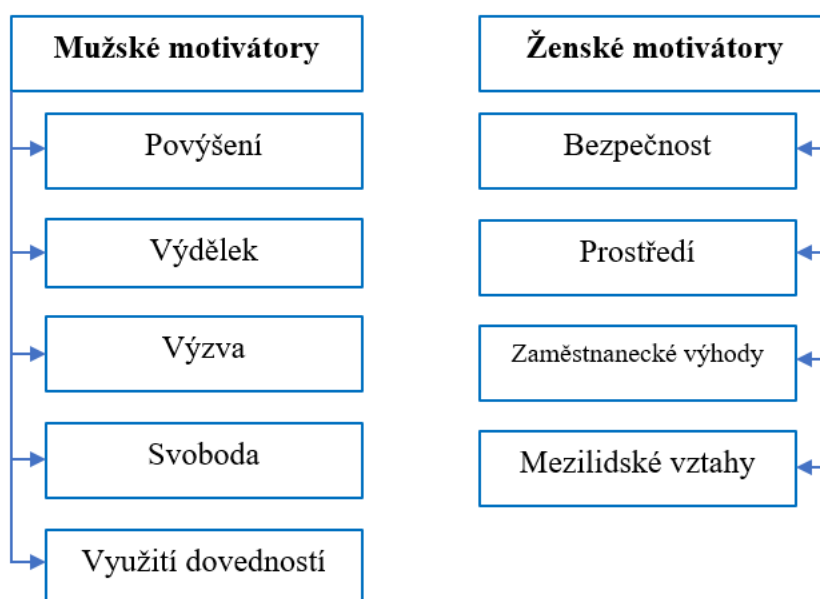 Mužské motivátory
Povýšení
Výdělek
Výzva
Svoboda
Využití dovedností
Ženské motivátory
Bezpečnost
Prostředí
Zaměstnanecké výhody
Mezilidské vztahy